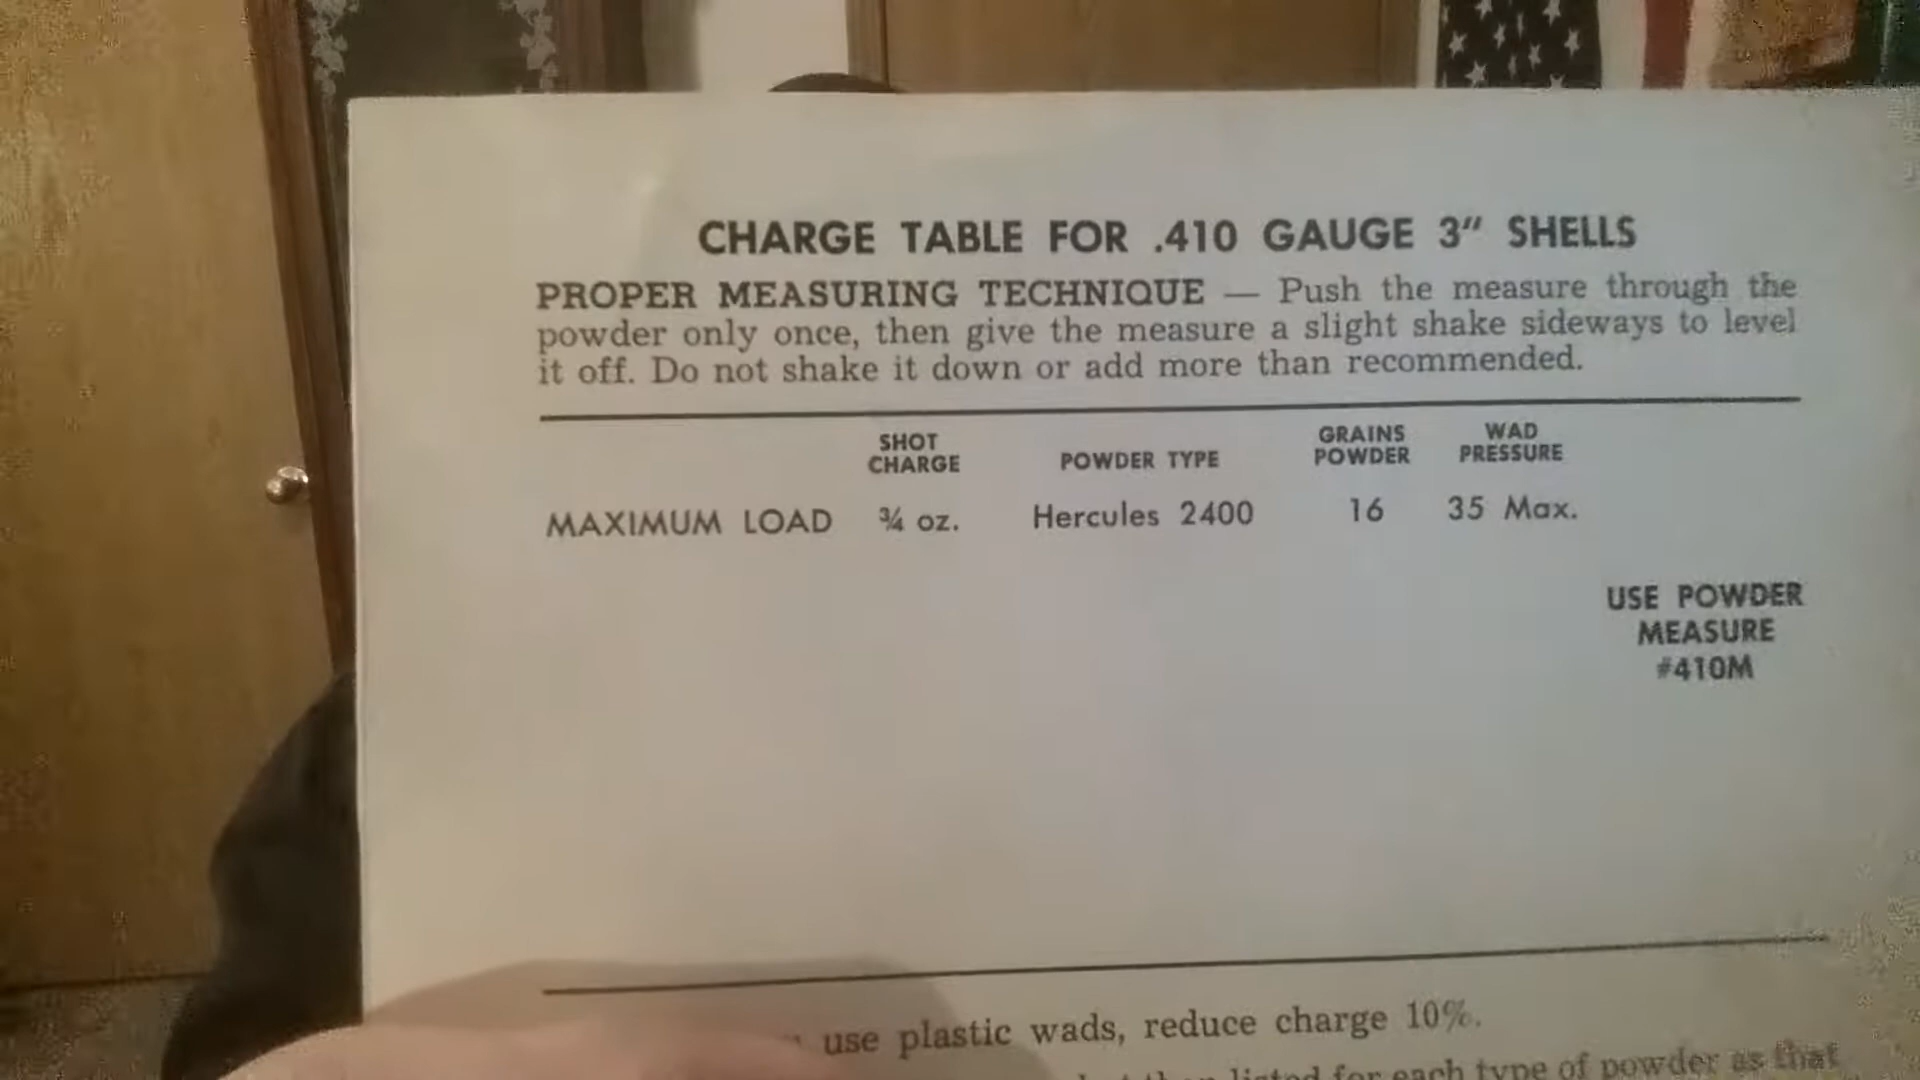 CHARGE TABLE FOR .410 GAUGE 3" SHELLS
PROPER MEASURING TECHNIQUE — Push the measure through the
powder only once, then give the measure a slight shake sideways to level
it off. Do not shake it down or add more than recommended.
SHOT CHARGE POWDER TYPE GRAINS POWDER WAD PRESSURE
MAXIMUM LOAD ¾ oz. Hercules 2400 16 35 Max.
USE POWDER
MEASURE
#410M
use plastic wads, reduce charge 10%.
listed for each type of powder as that